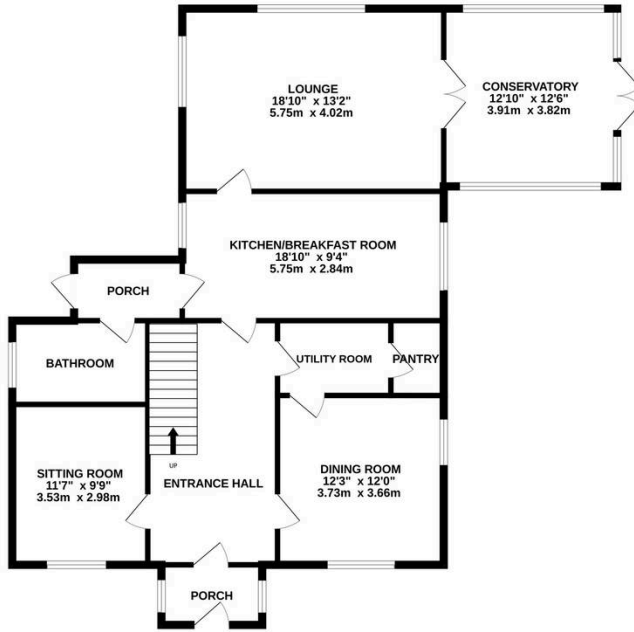 LOUNGE
18'10" x 13'2"
5.75m x 4.02m
CONSERVATORY
12'10" x 12'6"
3.91m x 3.82m
KITCHEN/BREAKFAST ROOM
18'10" x 9'4"
5.75m x 2.84m
PORCH
BATHROOM
UTILITY ROOM
PANTRY
SITTING ROOM
11'7" x 9'9"
3.53m x 2.98m
UP
ENTRANCE HALL
DINING ROOM
12'3" x 12'0"
3.73m x 3.66m
PORCH